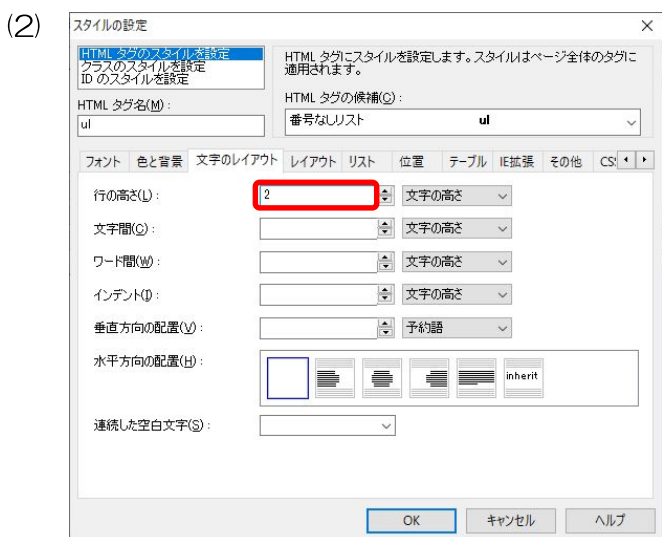 (2)
スタイルの設定
HTML タグのスタイルを設定
クラスのスタイルを設定
ID のスタイルを設定
HTML タグにスタイルを設定します。スタイルはページ全体のタグに
適用されます。
HTML タグ名(M) :
ul
HTML タグの候補(C) :
番号なしリスト ul
フォント 色と背景 文字のレイアウト レイアウト リスト 位置 テーブル IE拡張 その他
行の高さ(L) : 2 文字の高さ
文字間(C) : 文字の高さ
ワード間(W) : 文字の高さ
インデント(I) : 文字の高さ
垂直方向の配置(V) : 予約語
水平方向の配置(H) : inherit
連続した空白文字(S) :
OK キャンセル ヘルプ